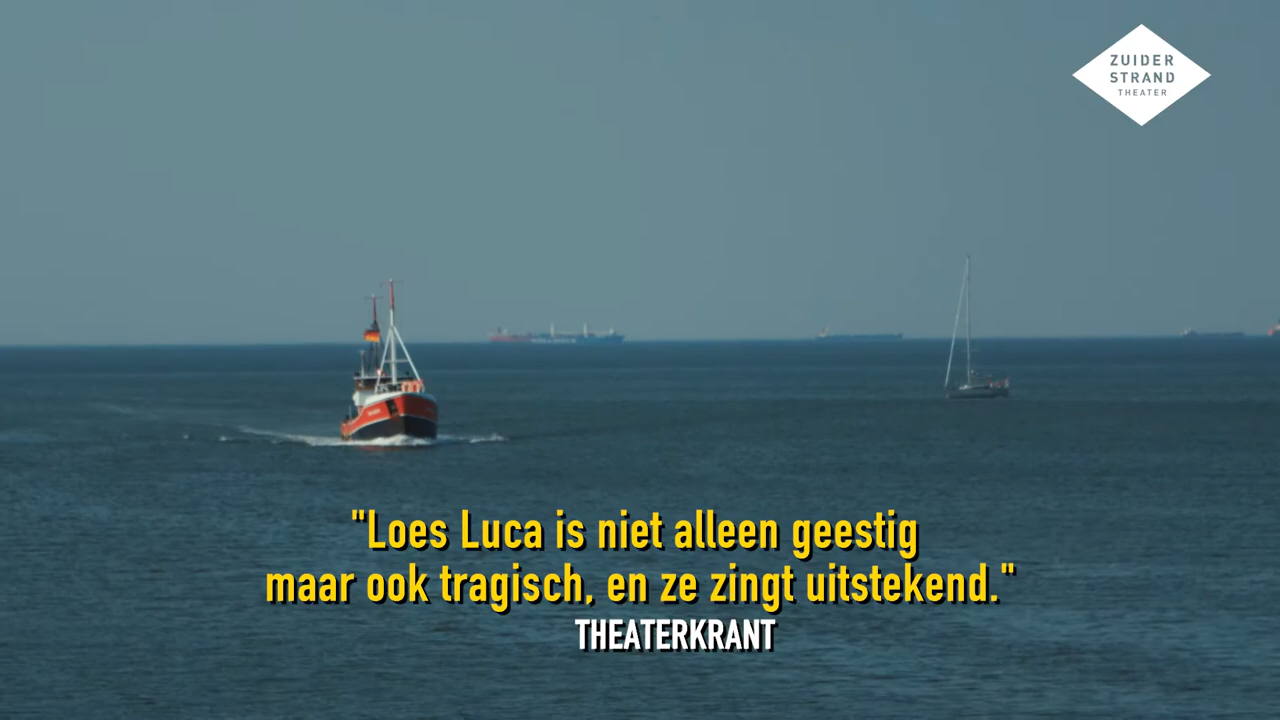 ZUIDER
STRAND
THEATER
"Loes Luca is niet alleen geestig
maar ook tragisch, en ze zingt uitstekend."
THEATERKRANT